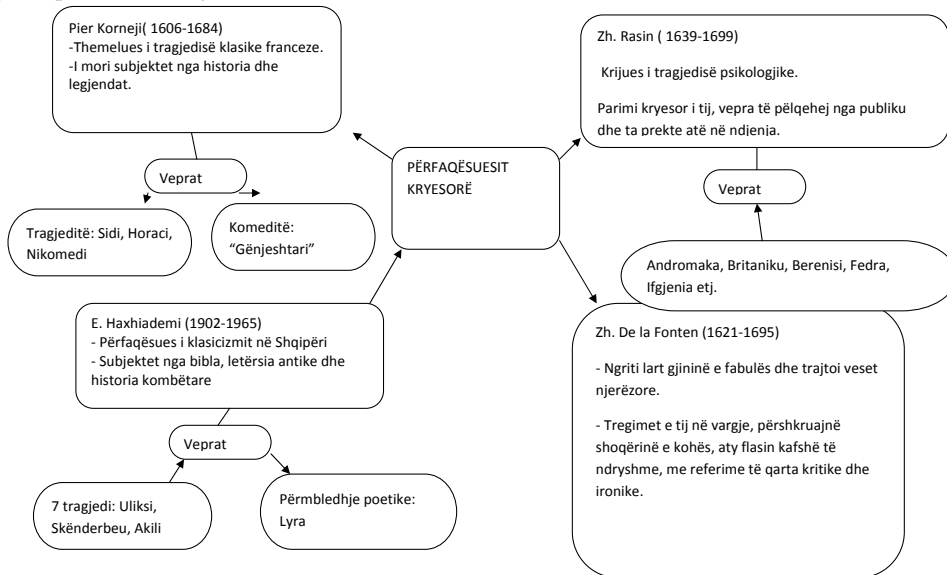 Pier Korneji( 1606-1684)
-Themelues i tragjedisë klasike franceze.
-I mori subjektet nga historia dhe
legjendat.
Veprat
Tragjeditë: Sidi, Horaci,
Nikomedi
Komeditë:
“Gënjeshtari”
Zh. Rasin ( 1639-1699)
Krijues i tragjedisë psikologjike.
Parimi kryesor i tij, vepra të pëlqehej nga publiku
dhe ta prekte atë në ndjenja.
Veprat
Andromaka, Britaniku, Berenisi, Fedra,
Ifgjenia etj.
PËRFAQËSUESIT
KRYESORË
E. Haxhiademi (1902-1965)
- Përfaqësues i klasicizmit në Shqipëri
- Subjektet nga bibla, letërsia antike dhe
historia kombëtare
Veprat
7 tragjedi: Uliksi,
Skënderbeu, Akili
Përmbledhje poetike:
Lyra
Zh. De la Fonten (1621-1695)
- Ngriti lart gjininë e fabulës dhe trajtoi veset
njerëzore.
- Tregimet e tij në vargje, përshkruajnë
shoqërinë e kohës, aty flasin kafshë të
ndryshme, me referime të qarta kritike dhe
ironike.